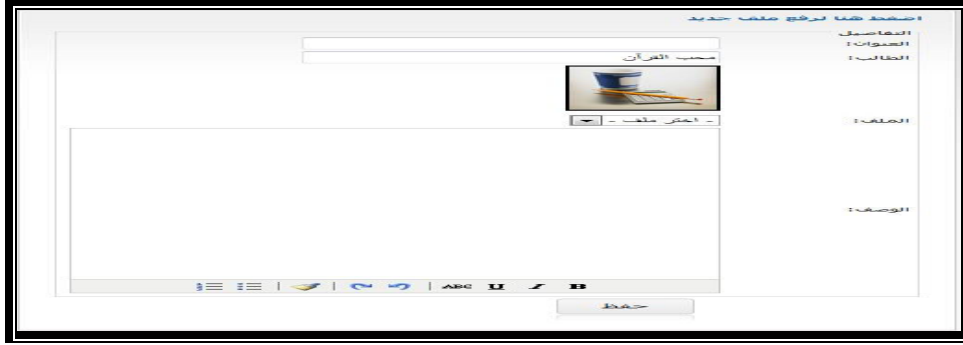 اضغط هنا لرفع ملف جديد
التفاصيل
العنوان:
الطالب: محب القرآن
الملف: - اختر ملف -
الوصف:
B I U ABC
حفظ